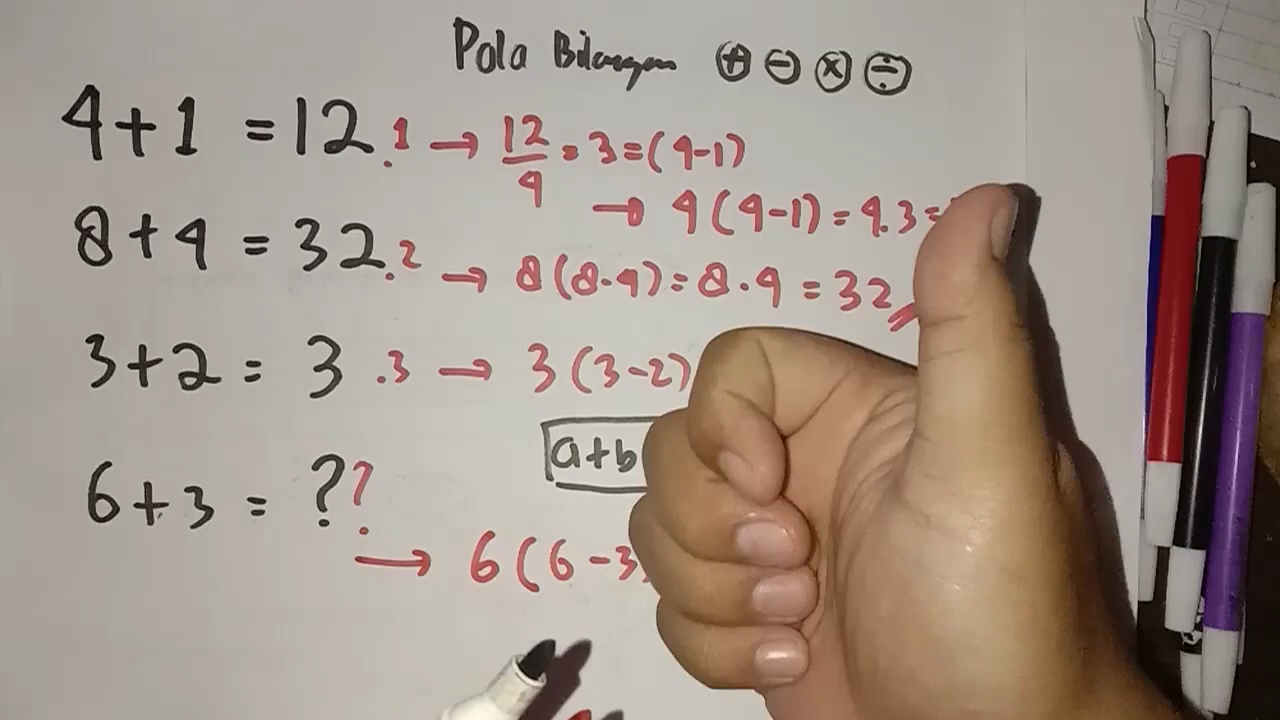 Pola Bilangan + - × ÷
4+1 = 12 .1 → 12/4 = 3 = (4-1)
→ 4(4-1) = 4.3 =
8+4 = 32 .2 → 8(8-4) = 8.4 = 32
3+2 = 3 .3 → 3(3-2)
a+b
6+3 = ? ?
→ 6(6-3